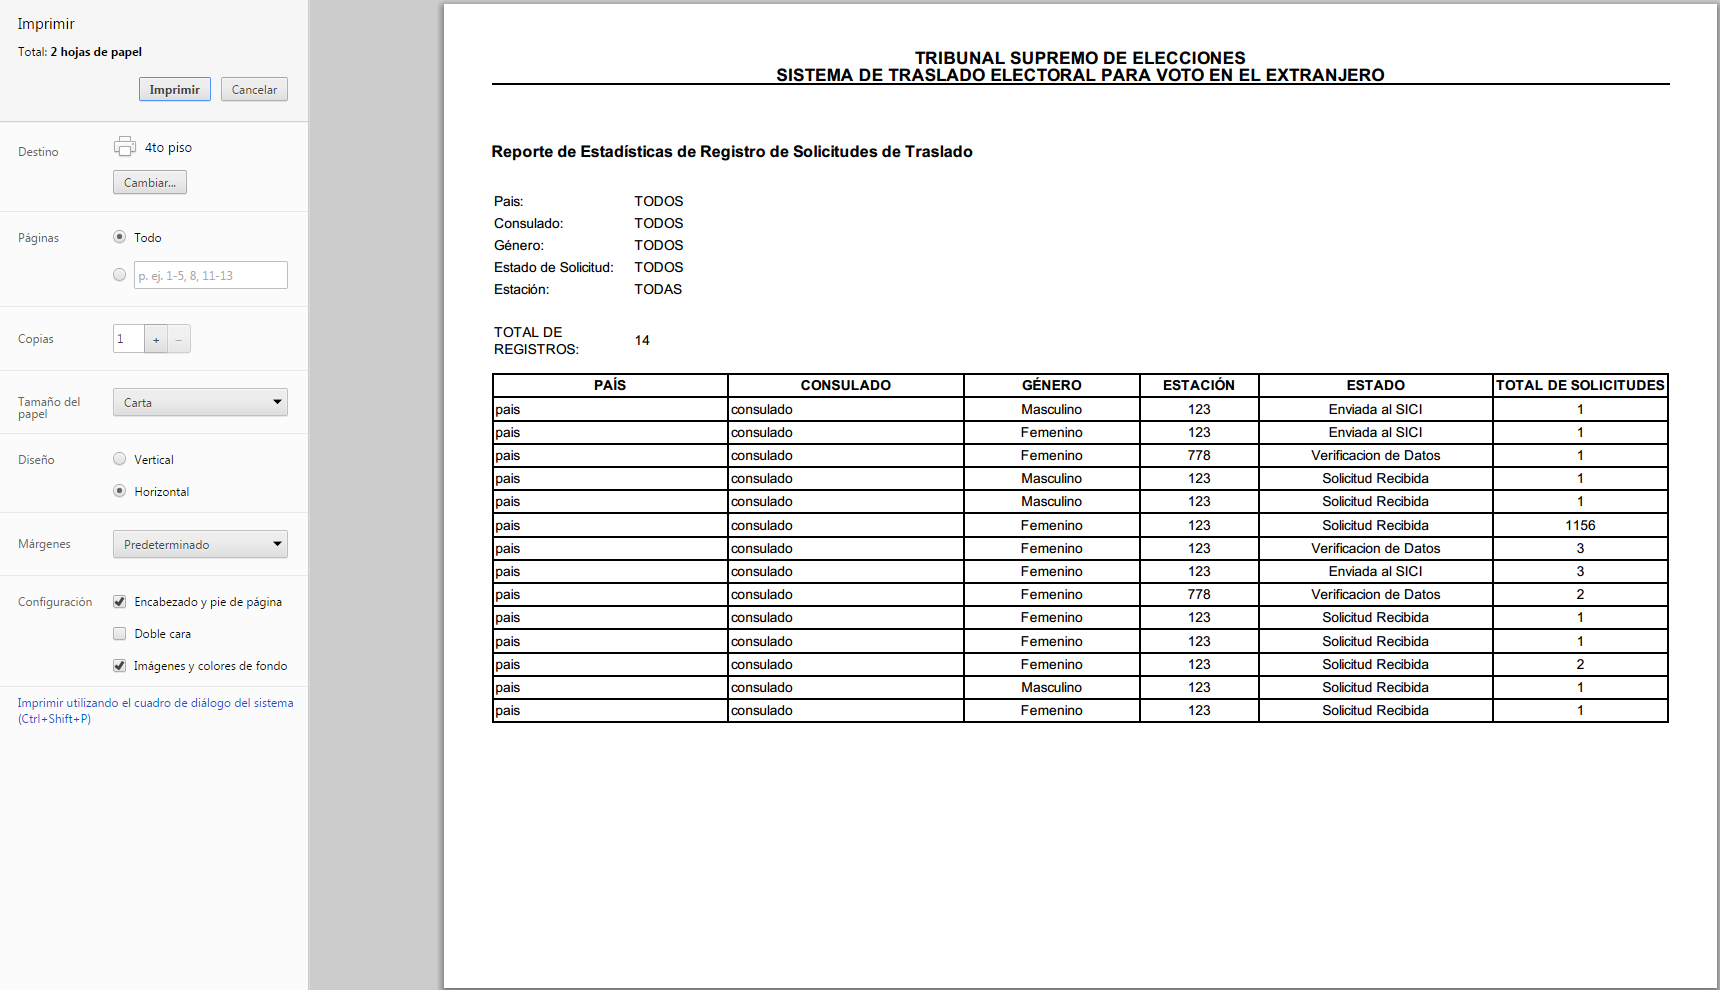 Imprimir
Total: 2 hojas de papel
Imprimir Cancelar
Destino 4to piso
Cambiar...
Páginas Todo
p. ej. 1-5, 8, 11-13
Copias 1 + –
Tamaño del papel Carta
Diseño Vertical
Horizontal
Márgenes Predeterminado
Configuración Encabezado y pie de página
Doble cara
Imágenes y colores de fondo
Imprimir utilizando el cuadro de diálogo del sistema
(Ctrl+Shift+P)
TRIBUNAL SUPREMO DE ELECCIONES
SISTEMA DE TRASLADO ELECTORAL PARA VOTO EN EL EXTRANJERO
Reporte de Estadísticas de Registro de Solicitudes de Traslado
Pais: TODOS
Consulado: TODOS
Género: TODOS
Estado de Solicitud: TODOS
Estación: TODAS
TOTAL DE REGISTROS: 14
PAÍS CONSULADO GÉNERO ESTACIÓN ESTADO TOTAL DE SOLICITUDES
pais consulado Masculino 123 Enviada al SICI 1
pais consulado Femenino 123 Enviada al SICI 1
pais consulado Femenino 778 Verificacion de Datos 1
pais consulado Masculino 123 Solicitud Recibida 1
pais consulado Masculino 123 Solicitud Recibida 1
pais consulado Femenino 123 Solicitud Recibida 1156
pais consulado Femenino 123 Verificacion de Datos 3
pais consulado Femenino 123 Enviada al SICI 3
pais consulado Femenino 778 Verificacion de Datos 2
pais consulado Femenino 123 Solicitud Recibida 1
pais consulado Femenino 123 Solicitud Recibida 1
pais consulado Femenino 123 Solicitud Recibida 2
pais consulado Masculino 123 Solicitud Recibida 1
pais consulado Femenino 123 Solicitud Recibida 1